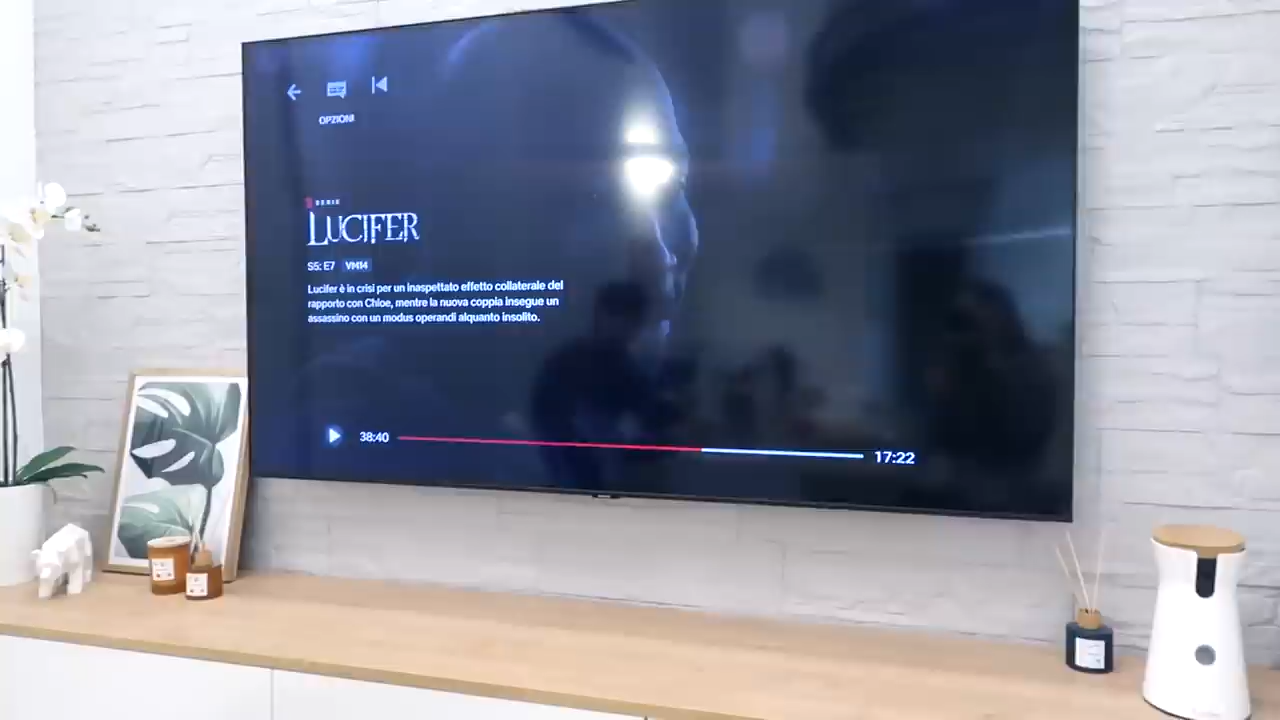 OPZIONI
SERIE
LUCIFER
S5: E7 VM14
Lucifer è in crisi per un inaspettato effetto collaterale del
rapporto con Chloe, mentre la nuova coppia insegue un
assassino con un modus operandi alquanto insolito.
38:40 17:22